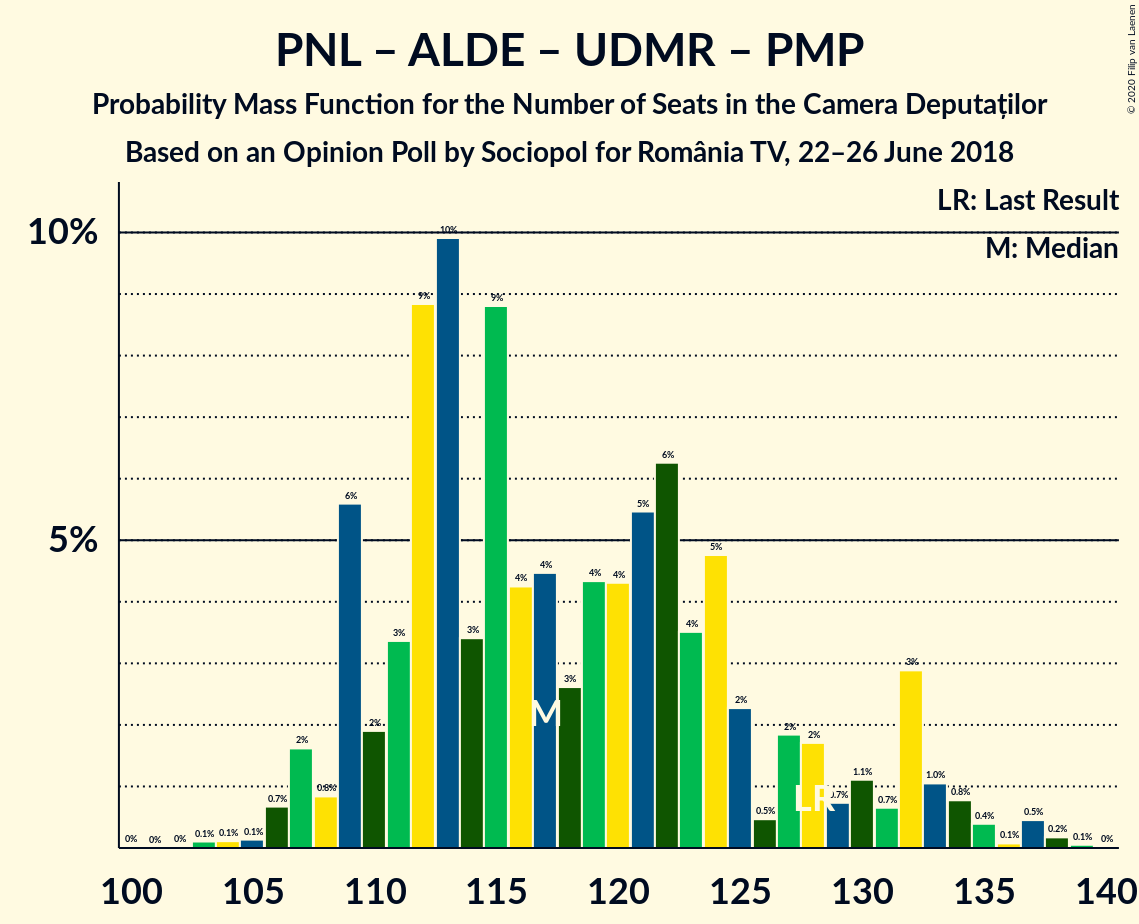 PNL – ALDE – UDMR – PMP
Probability Mass Function for the Number of Seats in the Camera Deputaților
Based on an Opinion Poll by Sociopol for România TV, 22–26 June 2018
© 2020 Filip van Laenen
LR: Last Result
M: Median
10%
5%
0% 0% 0% 0.1% 0.1% 0.1% 0.7% 2% 0.8% 6% 2% 3% 9% 10% 3% 9% 4% 4% 3% 4% 4% 5% 6% 4% 5% 2% 0.5% 2% 2% 0.7% 1.1% 0.7% 3% 1.0% 0.8% 0.4% 0.1% 0.5% 0.2% 0.1% 0%
M
LR
100 105 110 115 120 125 130 135 140